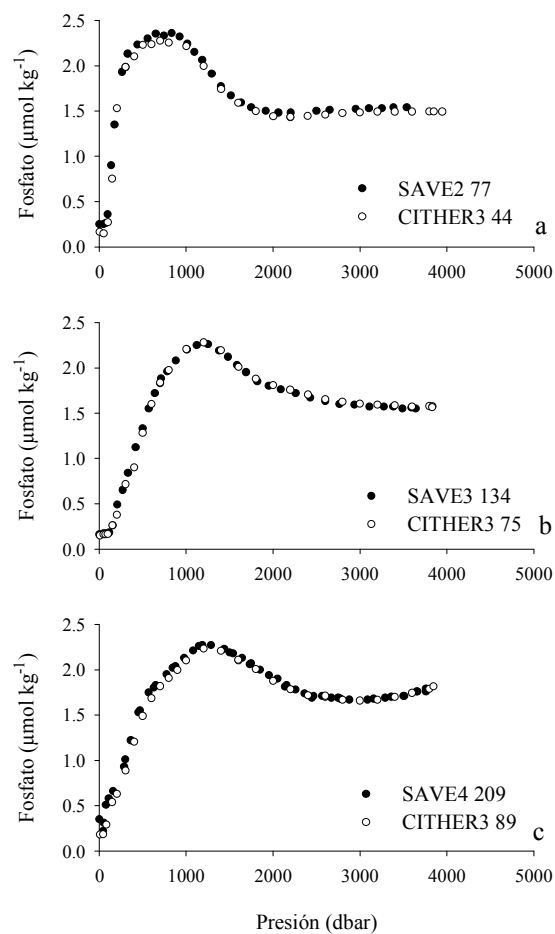 Fosfato (µmol kg-1)
2.5
2.0
1.5
1.0
0.5
0.0
0 1000 2000 3000 4000 5000
SAVE2 77
CITHER3 44
a
Fosfato (µmol kg-1)
2.5
2.0
1.5
1.0
0.5
0.0
0 1000 2000 3000 4000 5000
SAVE3 134
CITHER3 75
b
Fosfato (µmol kg-1)
2.5
2.0
1.5
1.0
0.5
0.0
0 1000 2000 3000 4000 5000
SAVE4 209
CITHER3 89
c
Presión (dbar)